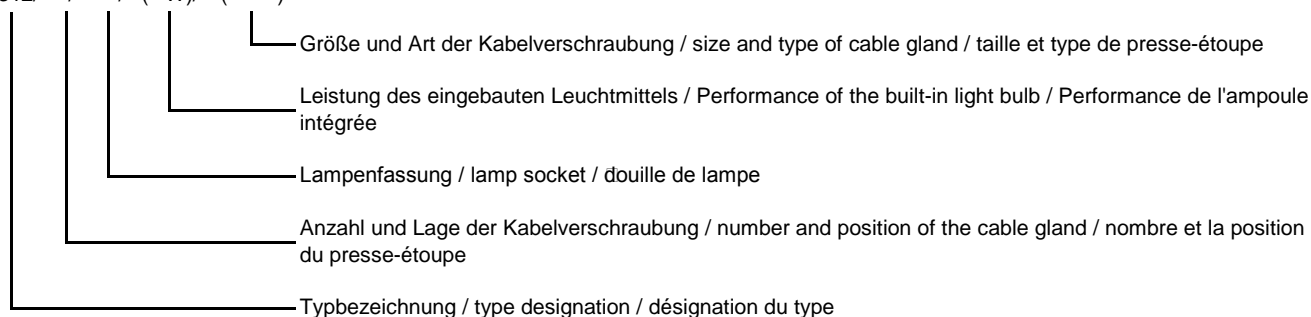 Größe und Art der Kabelverschraubung / size and type of cable gland / taille et type de presse-étoupe
Leistung des eingebauten Leuchtmittels / Performance of the built-in light bulb / Performance de l'ampoule
intégrée
Lampenfassung / lamp socket / douille de lampe
Anzahl und Lage der Kabelverschraubung / number and position of the cable gland / nombre et la position
du presse-étoupe
Typbezeichnung / type designation / désignation du type